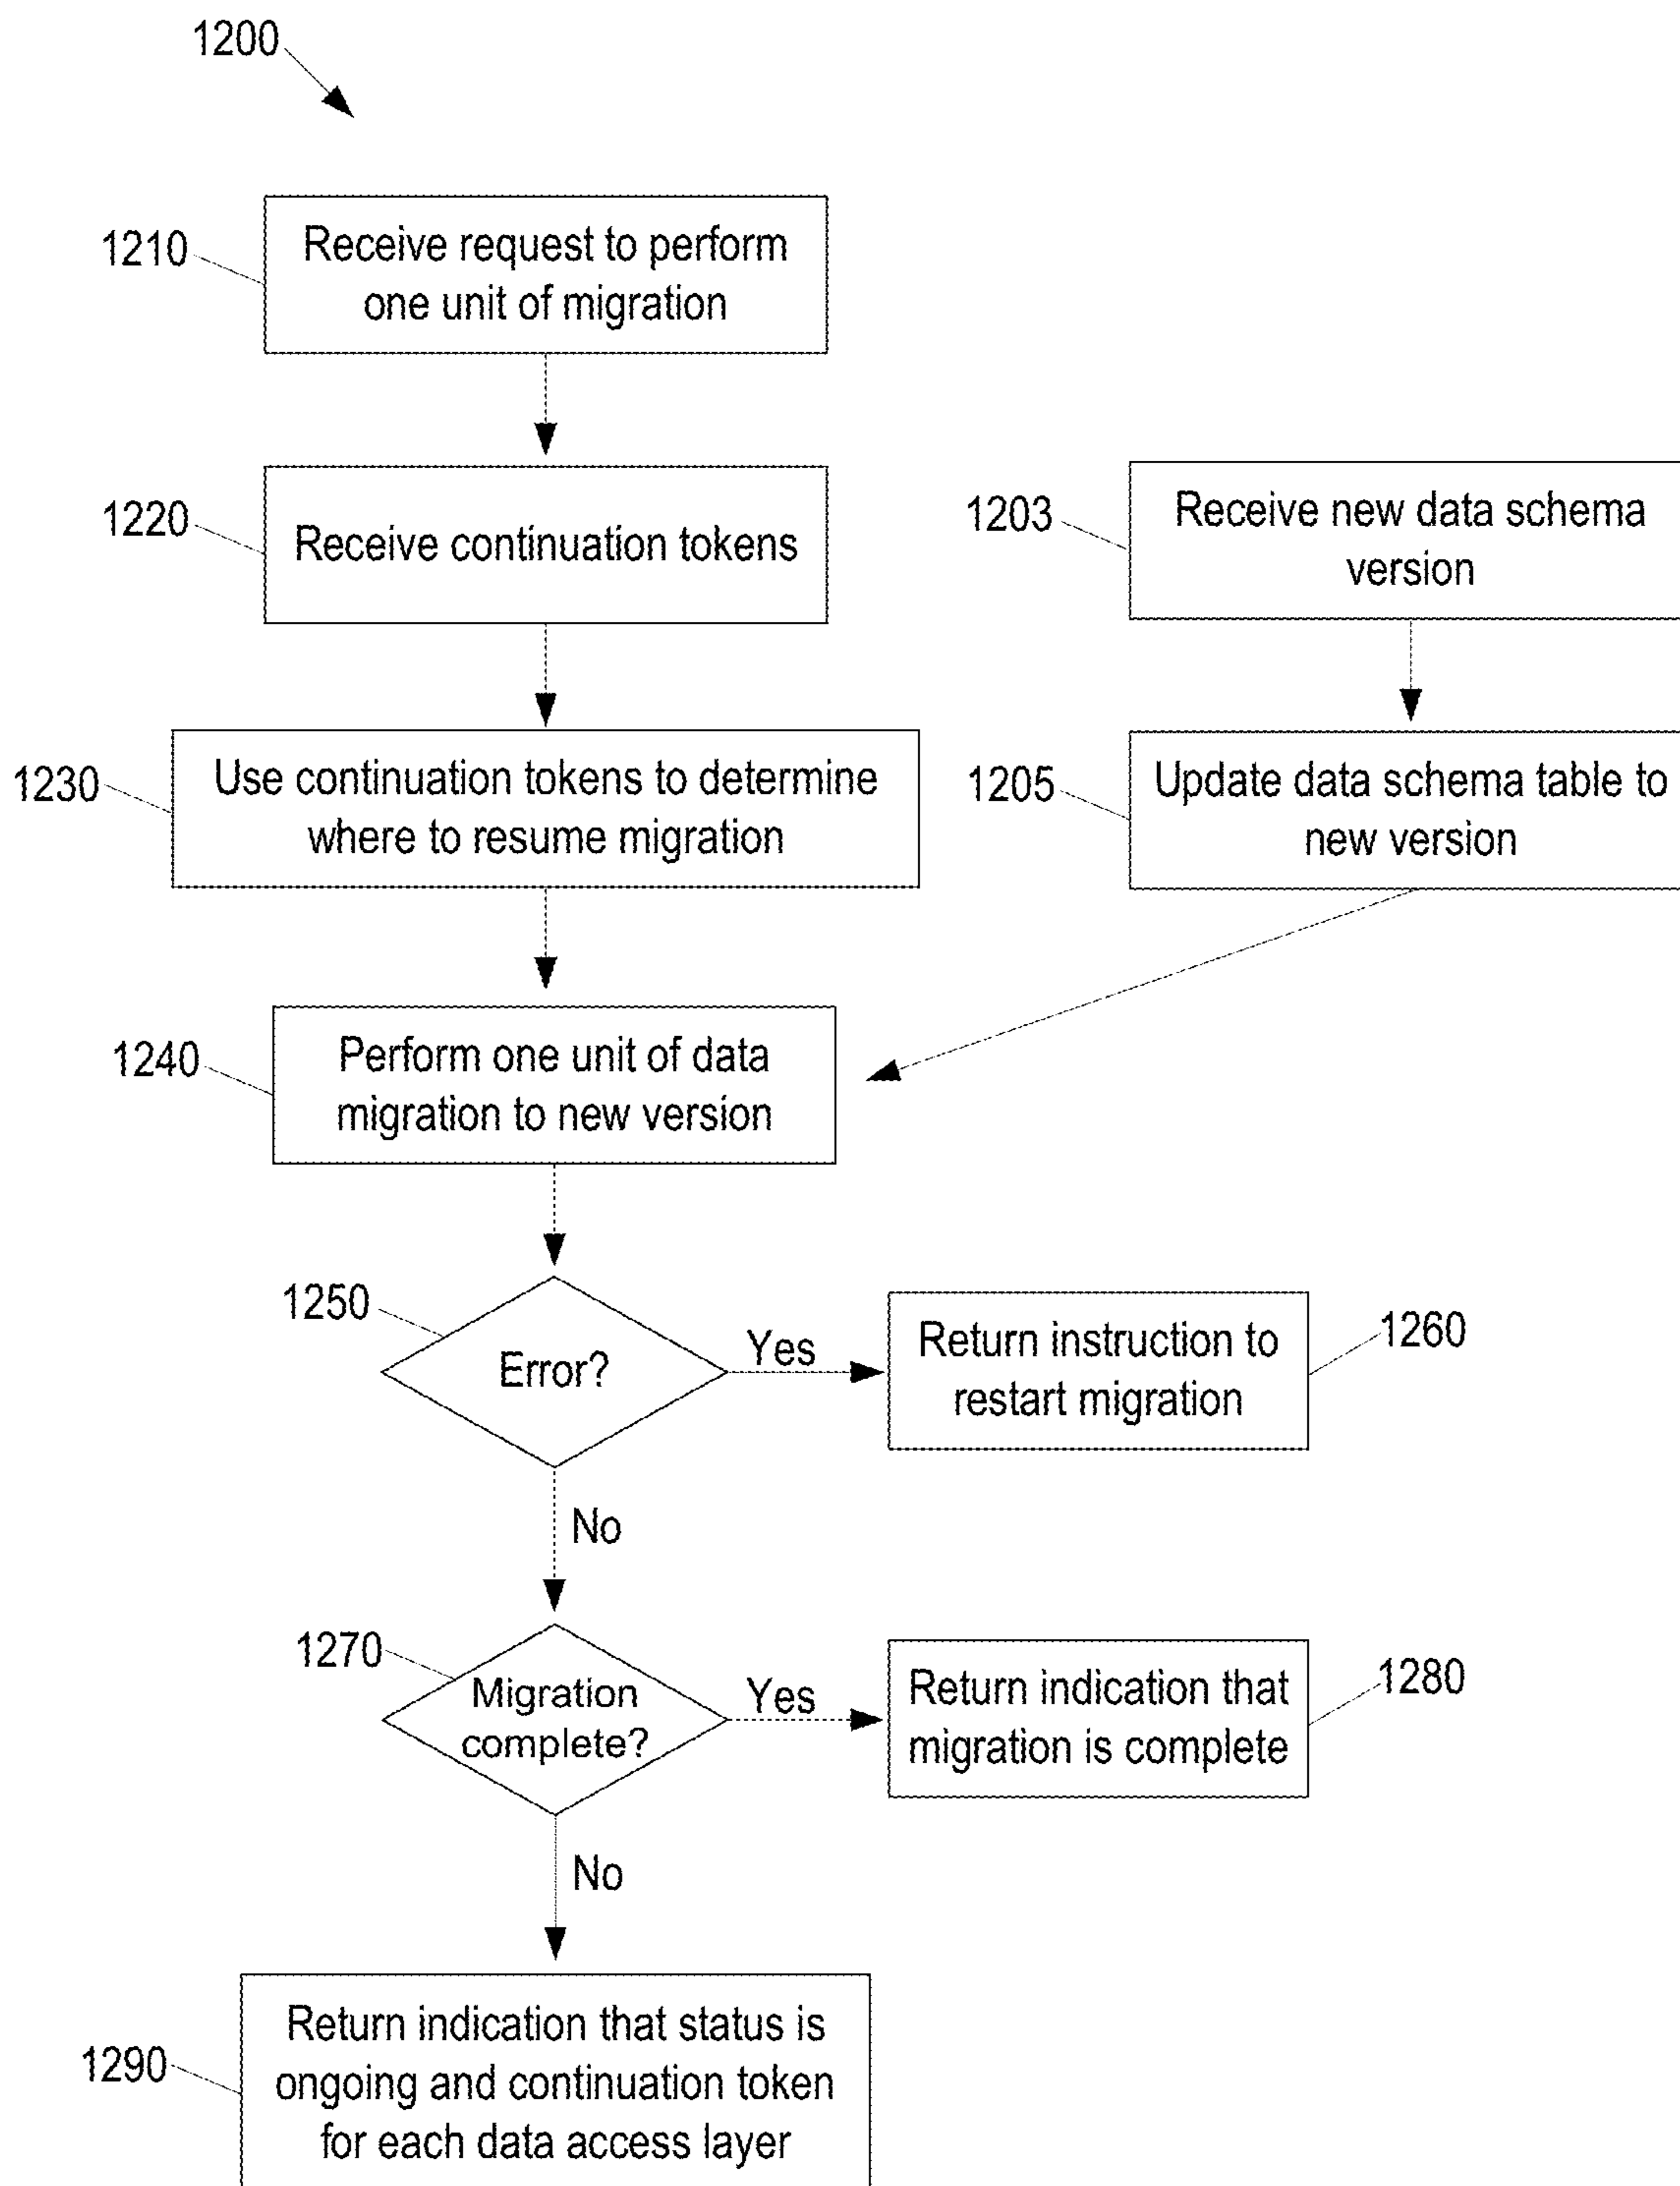 1200
1210
Receive request to perform
one unit of migration
1220
Receive continuation tokens
1203
Receive new data schema
version
1230
Use continuation tokens to determine
where to resume migration
1205
Update data schema table to
new version
1240
Perform one unit of data
migration to new version
1250
Error?
Yes
Return instruction to
restart migration
1260
No
1270
Migration
complete?
Yes
Return indication that
migration is complete
1280
No
1290
Return indication that status is
ongoing and continuation token
for each data access layer